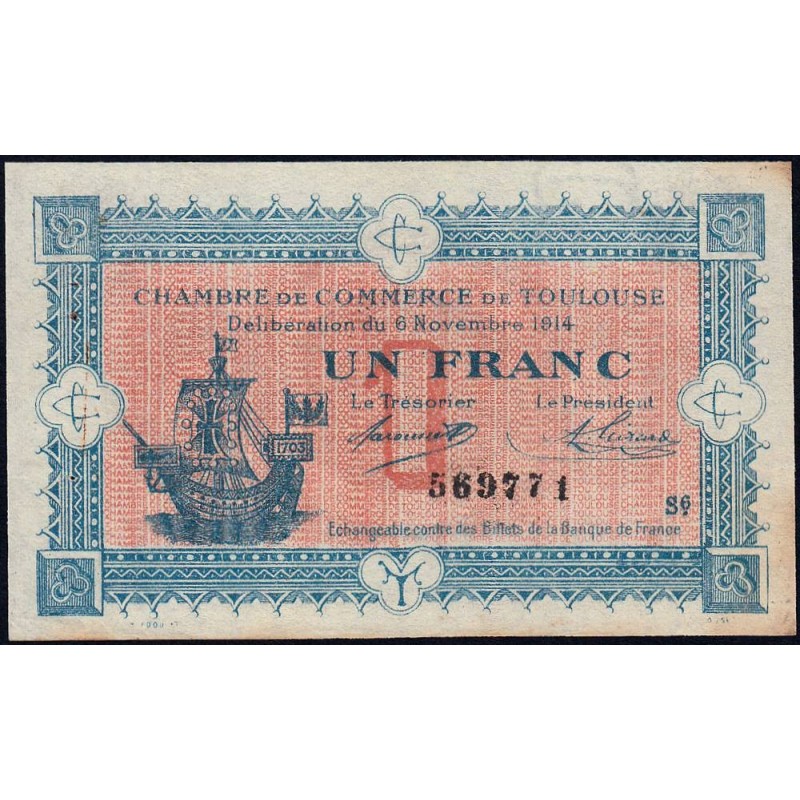 CHAMBRE DE COMMERCE DE TOULOUSE
Deliberation du 6 Novembre 1914
UN FRANC
1
Le Trésorier Le President
1703
569771
S6
Echangeable contre des Billets de la Banque de France